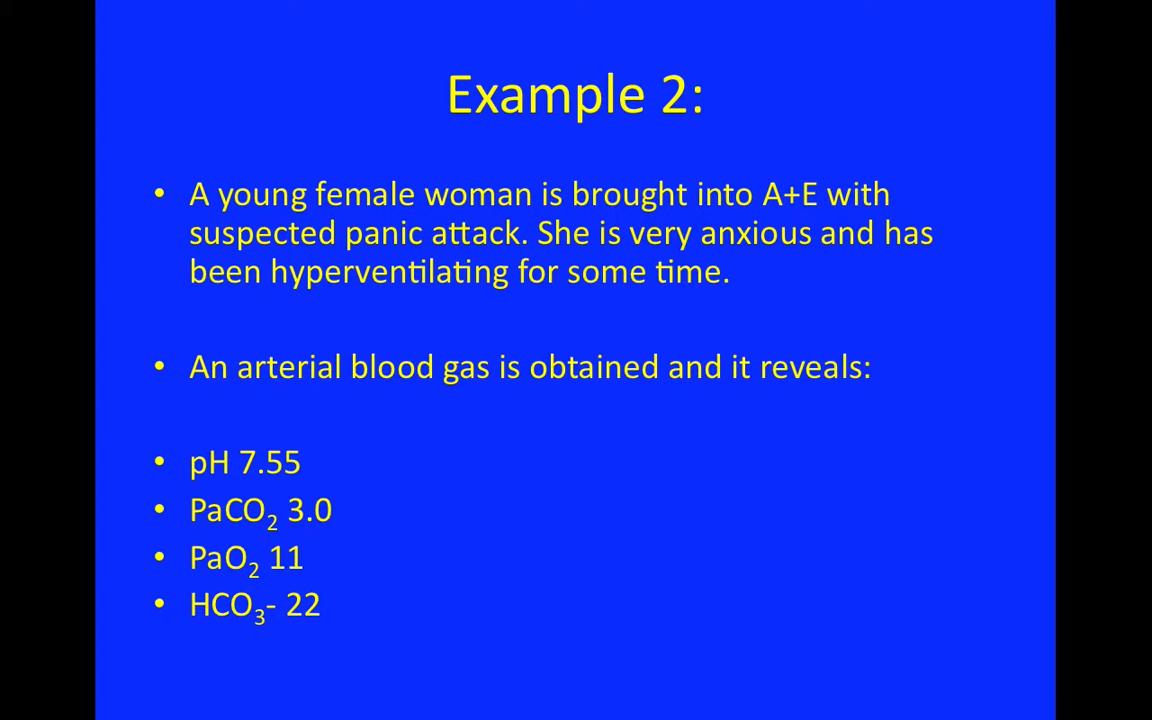 Example 2:
• A young female woman is brought into A+E with
suspected panic attack. She is very anxious and has
been hyperventilating for some time.
• An arterial blood gas is obtained and it reveals:
• pH 7.55
• PaCO₂ 3.0
• PaO₂ 11
• HCO₃- 22